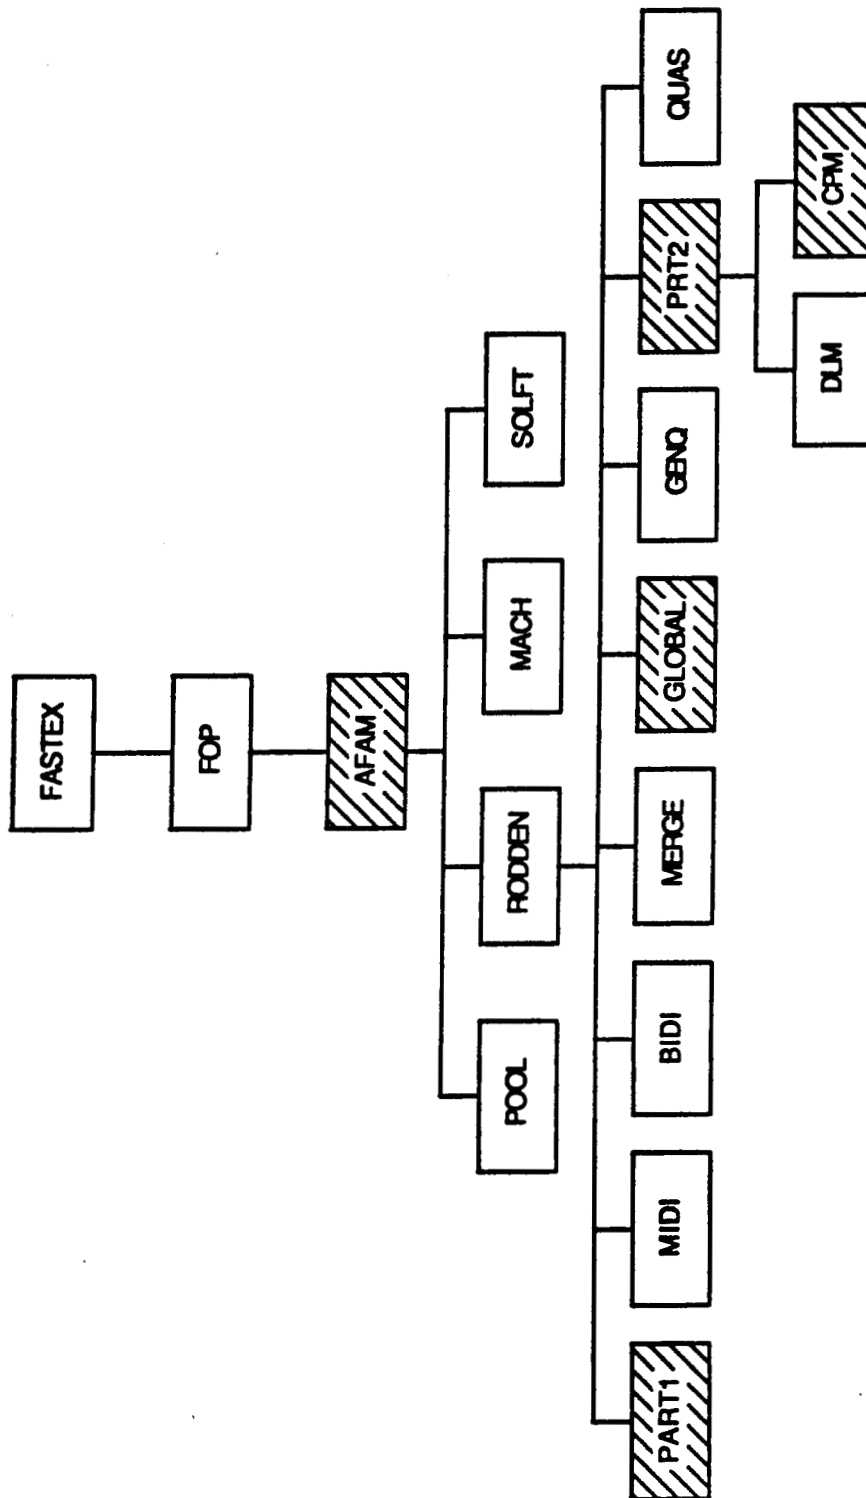 FASTEX
FOP
AFAM
POOL
RODDEN
MACH
SOLFT
PART1
MIDI
BIDI
MERGE
GLOBAL
GENQ
PRT2
QUAS
DLM
CPM